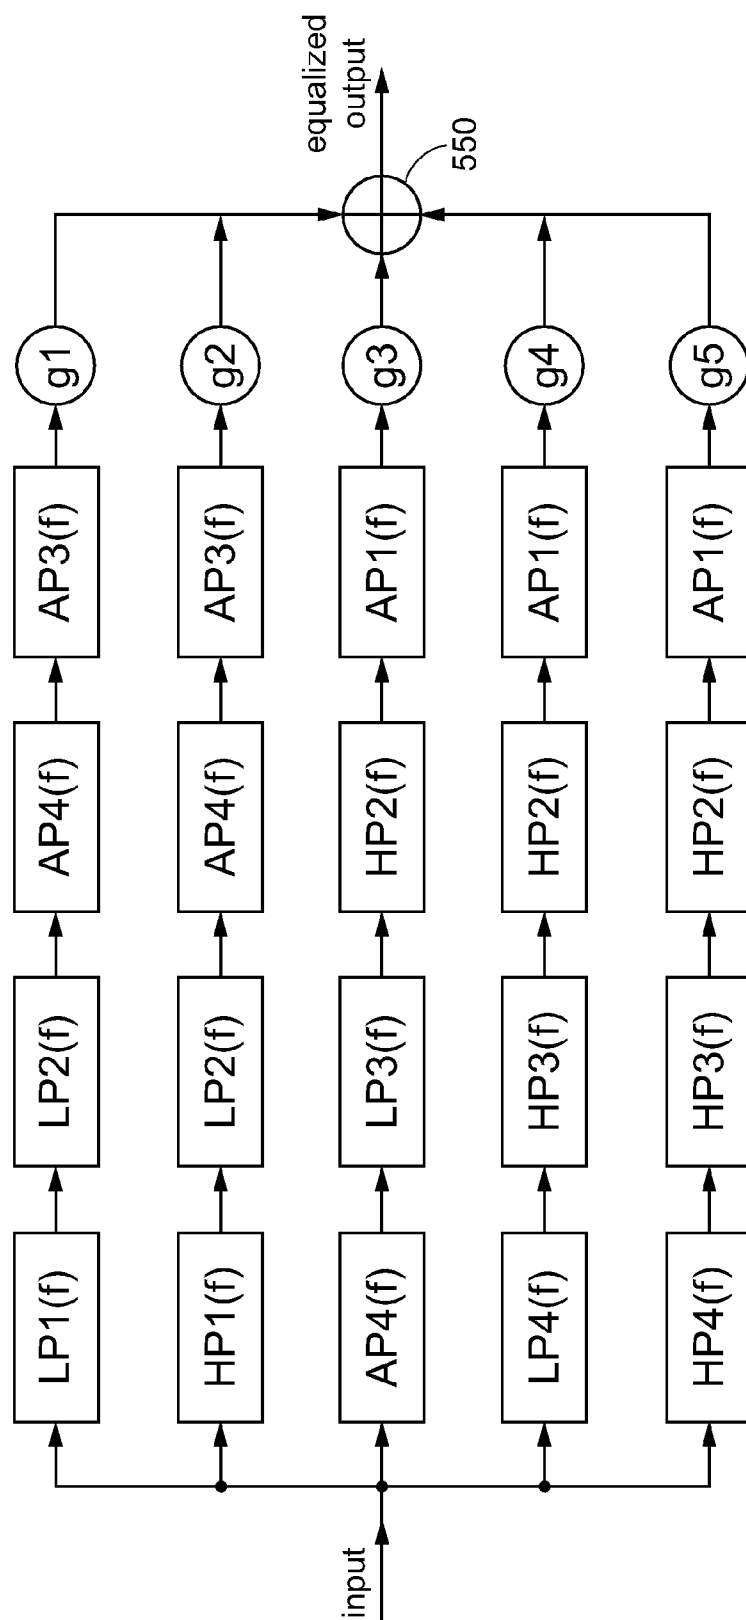 input
LP1(f)
LP2(f)
AP4(f)
AP3(f)
g1
HP1(f)
LP2(f)
AP4(f)
AP3(f)
g2
AP4(f)
LP3(f)
HP2(f)
AP1(f)
g3
LP4(f)
HP3(f)
HP2(f)
AP1(f)
g4
HP4(f)
HP3(f)
HP2(f)
AP1(f)
g5
equalized
output
550